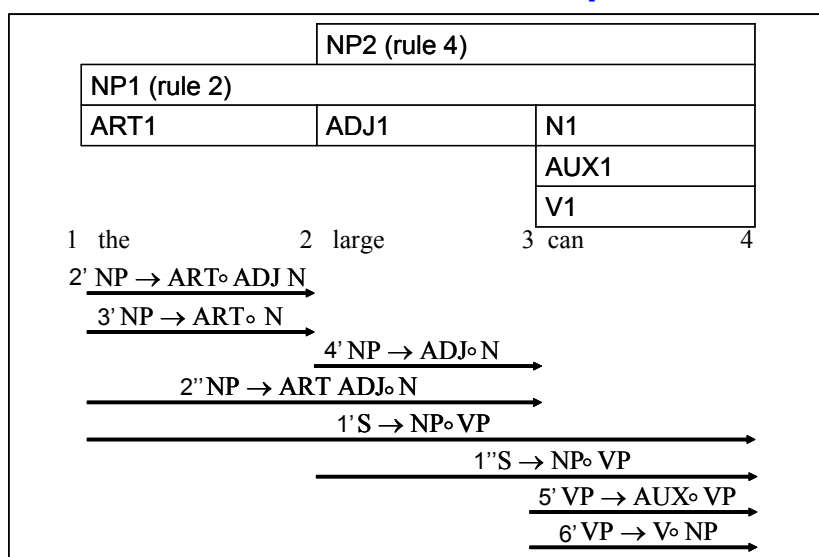 NP2 (rule 4)
NP1 (rule 2)
ART1 ADJ1 N1
AUX1
V1
1 the 2 large 3 can 4
2' NP → ART∘ ADJ N
3' NP → ART∘ N
4' NP → ADJ∘ N
2'' NP → ART ADJ∘ N
1' S → NP∘ VP
1'' S → NP∘ VP
5' VP → AUX∘ VP
6' VP → V∘ NP